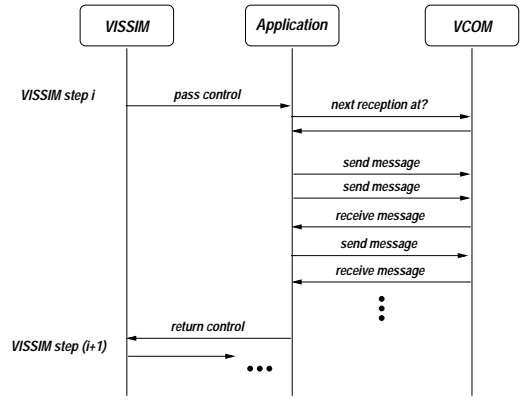 VISSIM
Application
VCOM
VISSIM step i
pass control
next reception at?
send message
send message
receive message
send message
receive message
return control
VISSIM step (i+1)